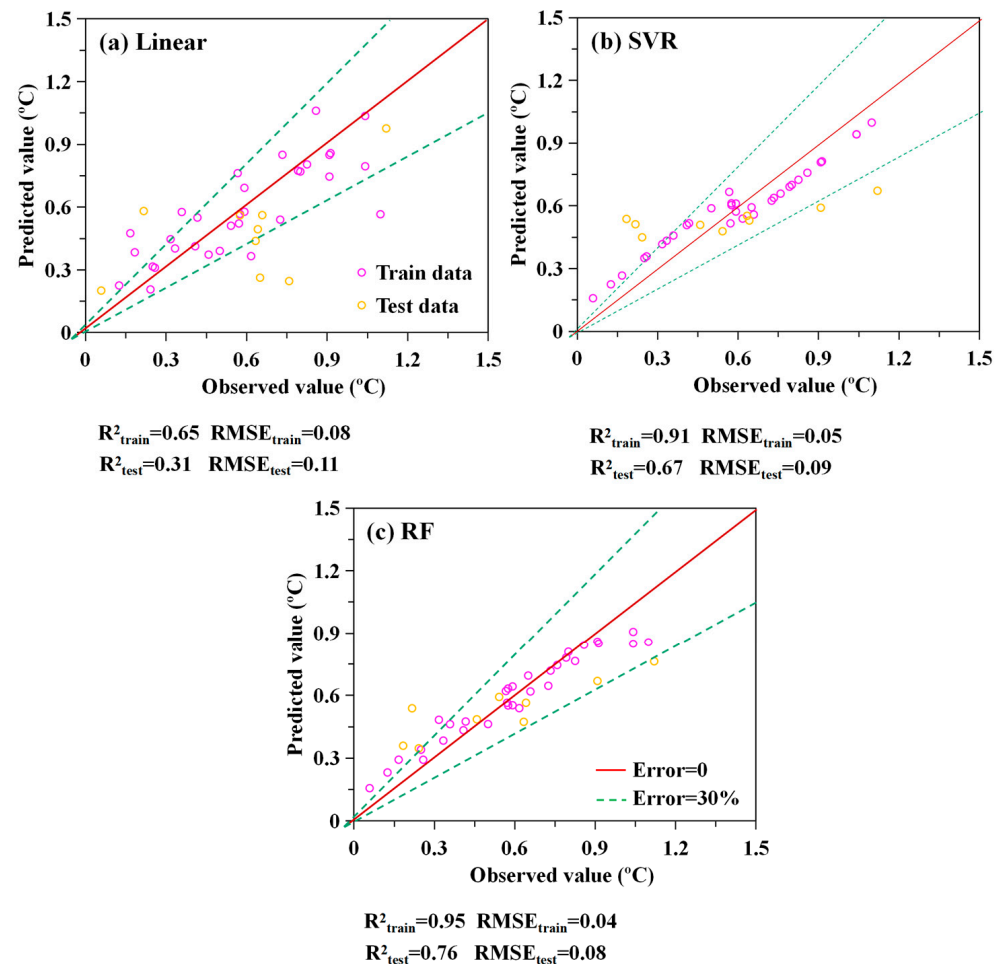 (a) Linear
Predicted value (°C)
1.5
1.2
0.9
0.6
0.3
0
Train data
Test data
0 0.3 0.6 0.9 1.2 1.5
Observed value (°C)
R²train=0.65 RMSEtrain=0.08
R²test=0.31 RMSEtest=0.11
(b) SVR
Predicted value (°C)
1.5
1.2
0.9
0.6
0.3
0
0 0.3 0.6 0.9 1.2 1.5
Observed value (°C)
R²train=0.91 RMSEtrain=0.05
R²test=0.67 RMSEtest=0.09
(c) RF
Predicted value (°C)
1.5
1.2
0.9
0.6
0.3
0
Error=0
Error=30%
0 0.3 0.6 0.9 1.2 1.5
Observed value (°C)
R²train=0.95 RMSEtrain=0.04
R²test=0.76 RMSEtest=0.08